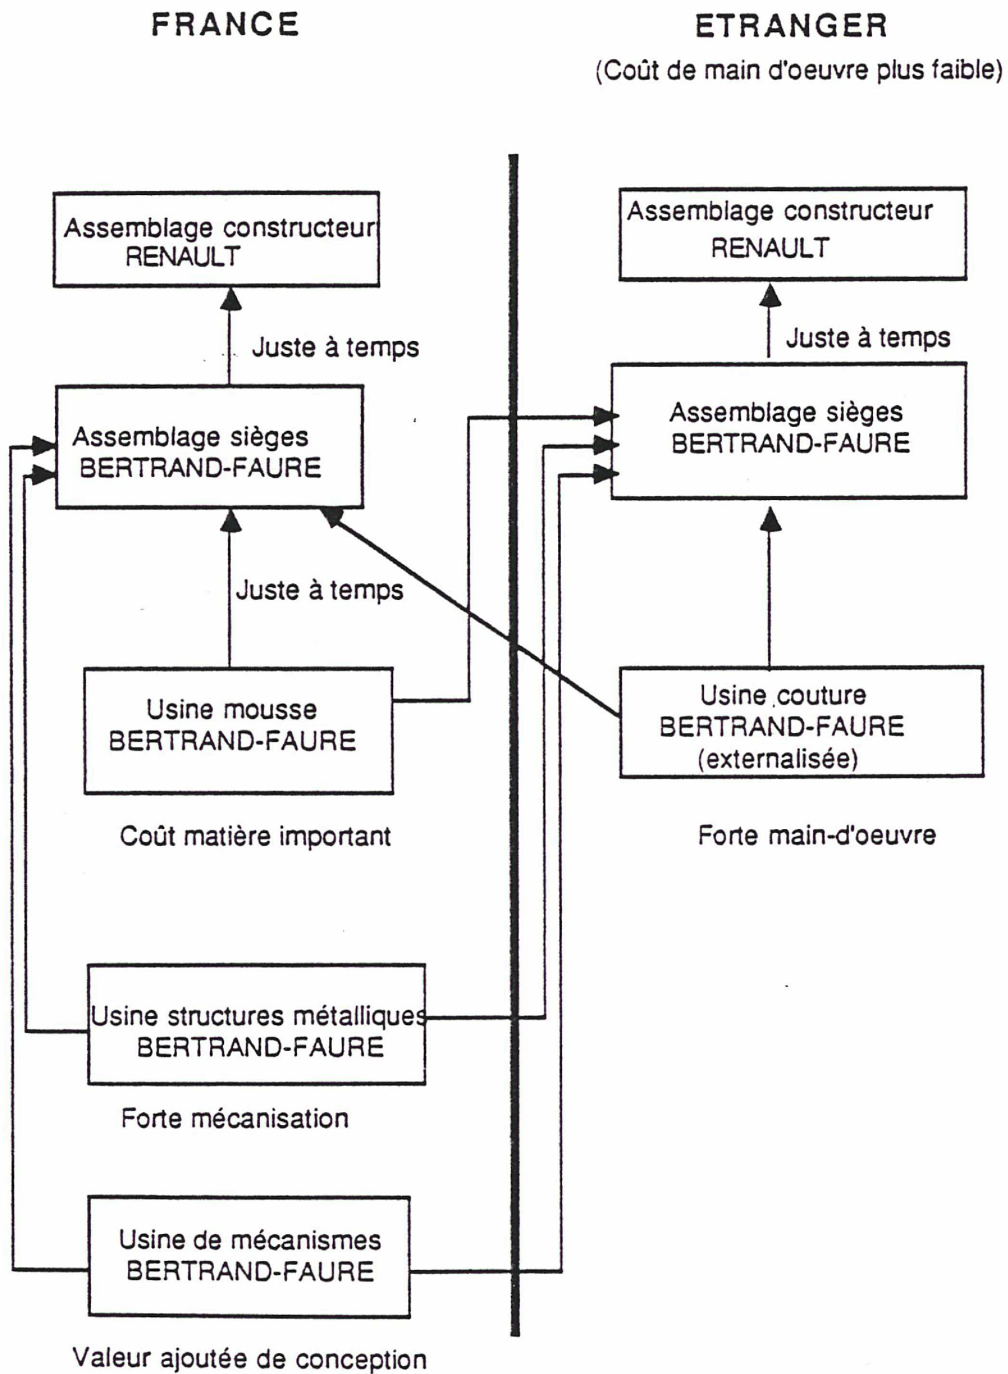 FRANCE
ETRANGER
(Coût de main d'oeuvre plus faible)
Assemblage constructeur
RENAULT
Assemblage constructeur
RENAULT
Juste à temps
Juste à temps
Assemblage sièges
BERTRAND-FAURE
Assemblage sièges
BERTRAND-FAURE
Juste à temps
Usine mousse
BERTRAND-FAURE
Usine couture
BERTRAND-FAURE
(externalisée)
Coût matière important
Forte main-d'oeuvre
Usine structures métalliques
BERTRAND-FAURE
Forte mécanisation
Usine de mécanismes
BERTRAND-FAURE
Valeur ajoutée de conception